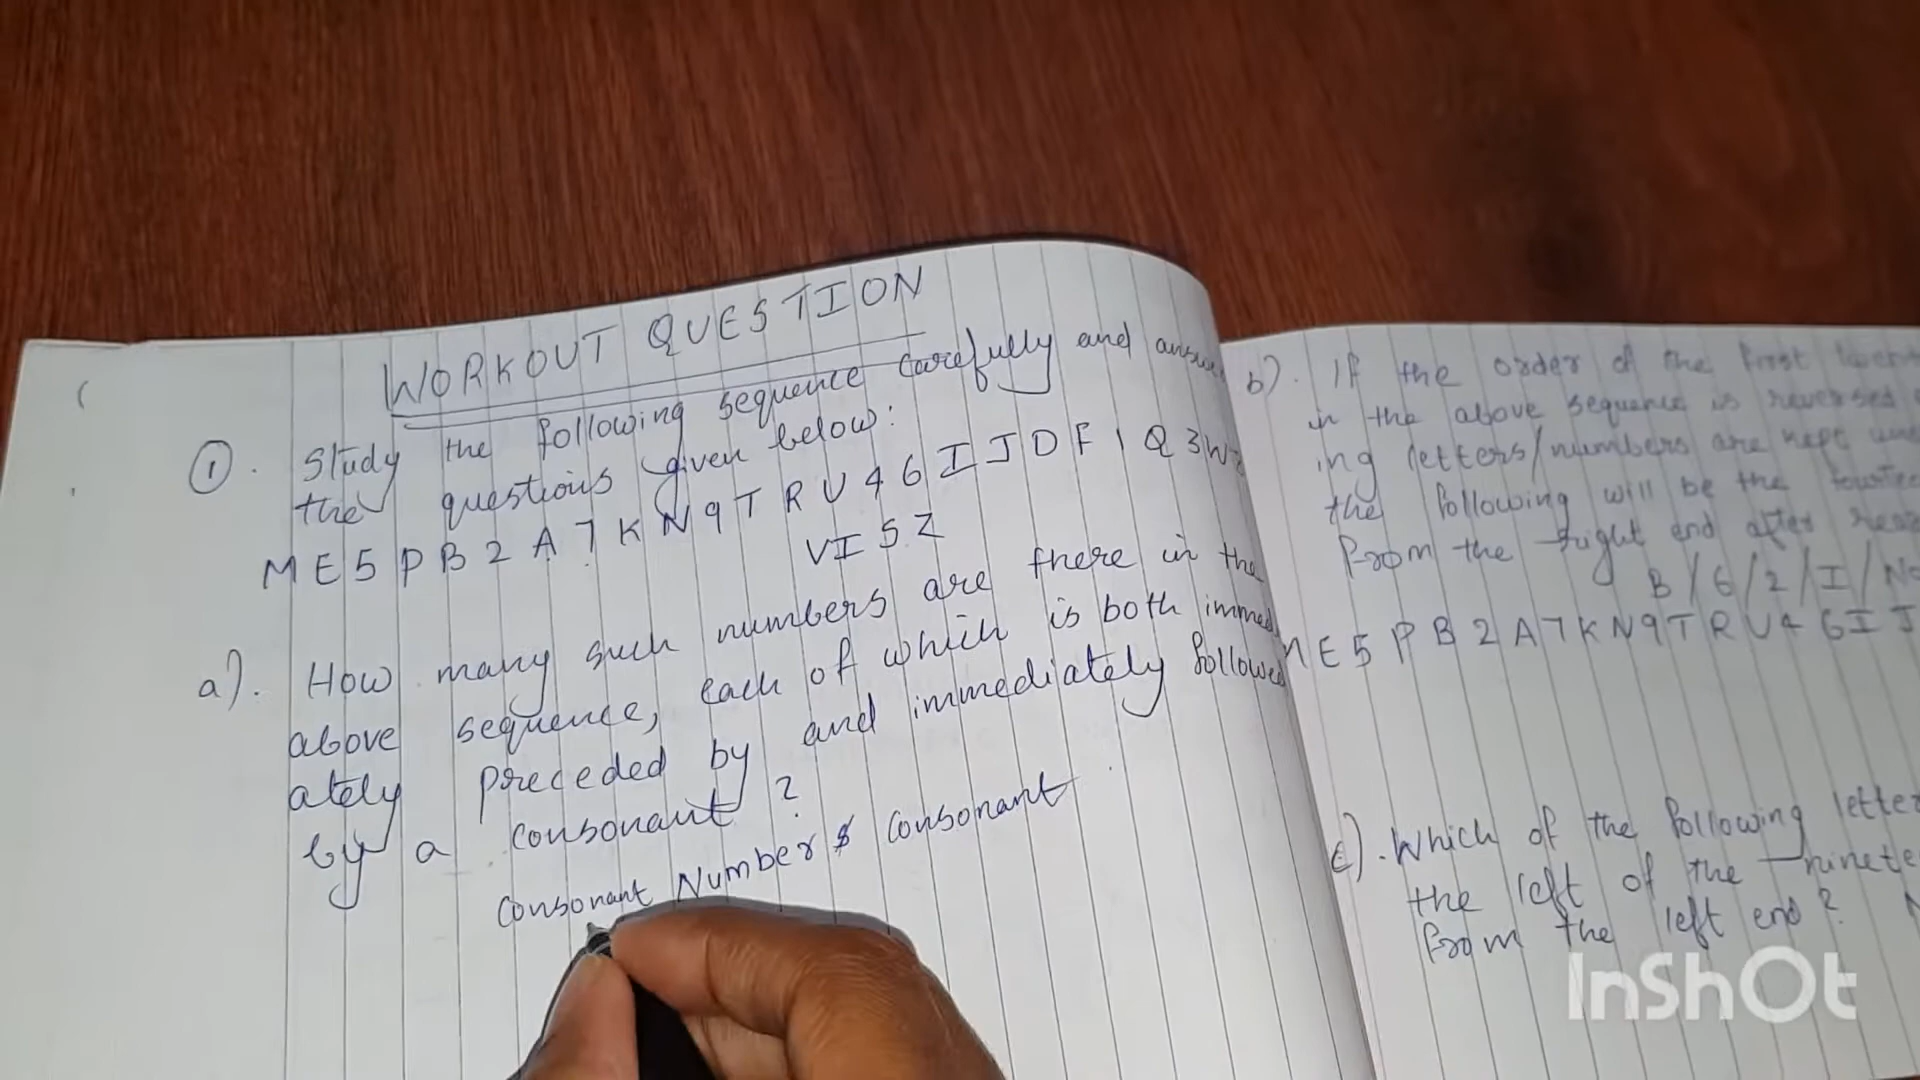 WORKOUT QUESTION
1. Study the following sequence carefully and
the questions given below:
M E 5 P B 2 A 7 K N 9 T R U 4 6 I J D F 1 Q 3 W
V I S Z
a). How many such numbers are there in the
above sequence, each of which is both immedi
ately preceded by and immediately followed
by a consonant?
Consonant Number $ Consonant
b). If the order of the first
in the above sequence is reversed
ing letters/numbers are kept
the following will be the
from the right end after
B / 6 / 2 / I / No
M E 5 P B 2 A 7 K N 9 T R U 4 6 I J
c). Which of the following letter
the left of the ninete
from the left end?
InShOt